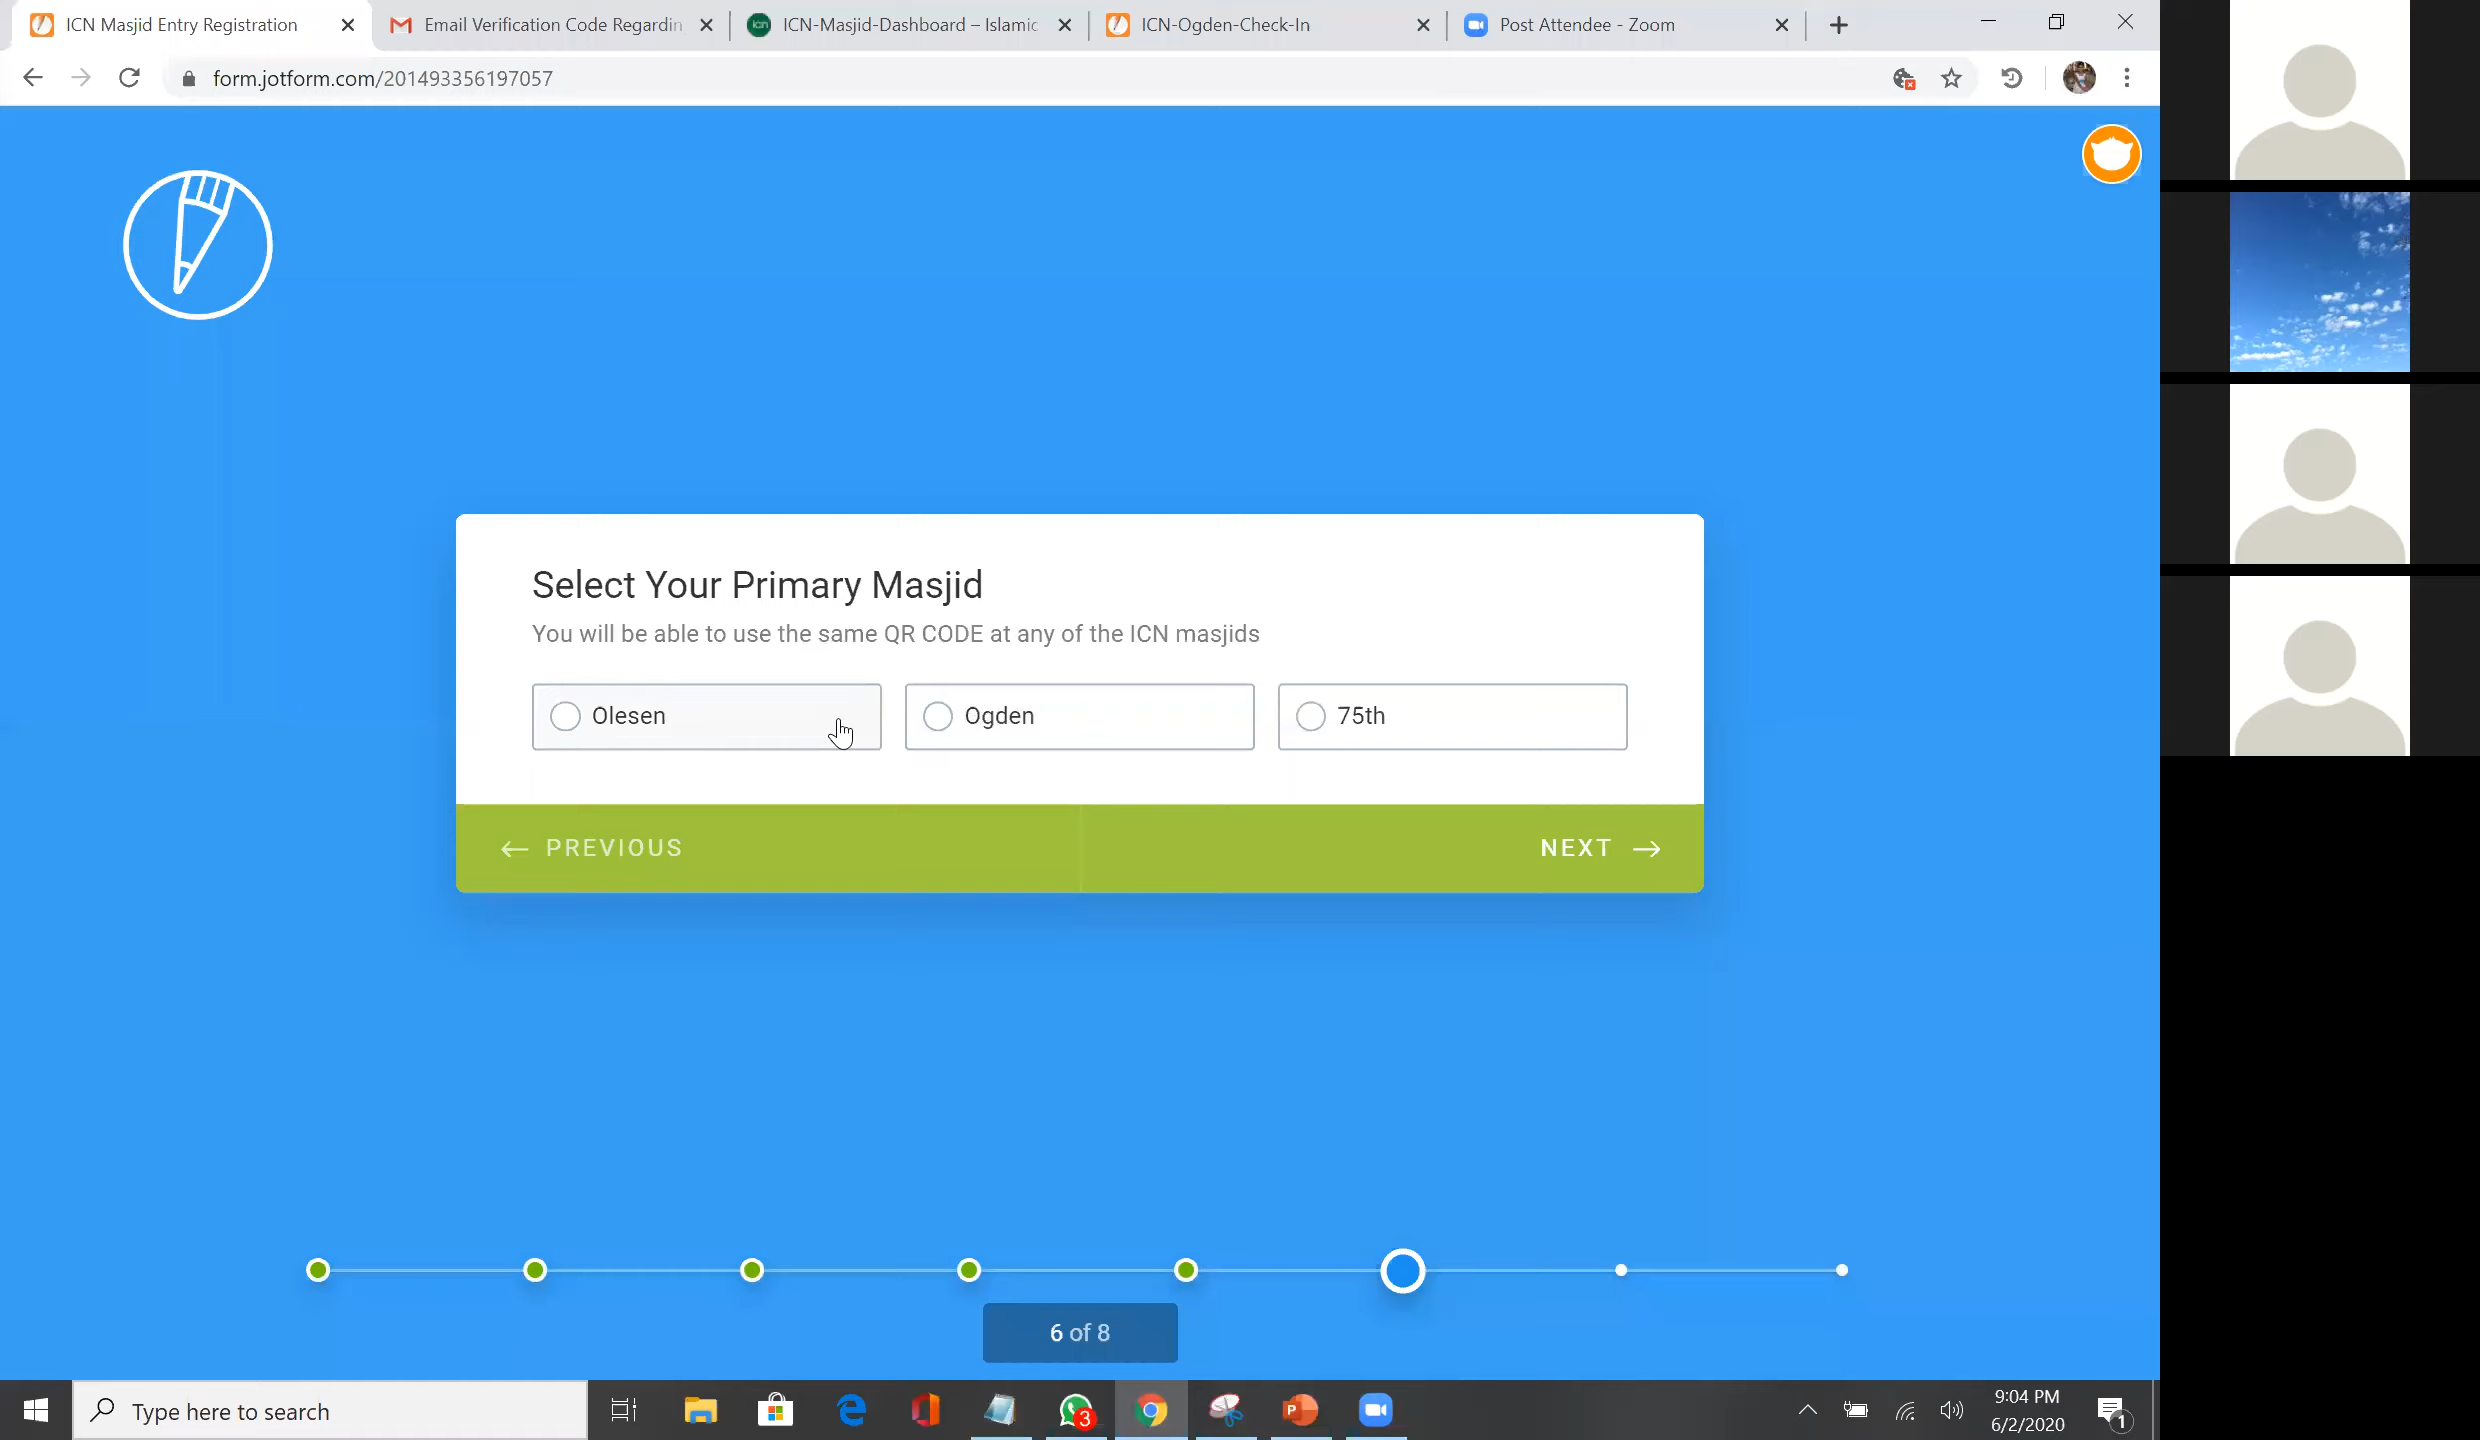 ICN Masjid Entry Registration
Email Verification Code Regardin
ICN-Masjid-Dashboard – Islamic
ICN-Ogden-Check-In
Post Attendee - Zoom
form.jotform.com/201493356197057
Select Your Primary Masjid
You will be able to use the same QR CODE at any of the ICN masjids
Olesen
Ogden
75th
PREVIOUS
NEXT
6 of 8
Type here to search
3
9:04 PM
6/2/2020
1